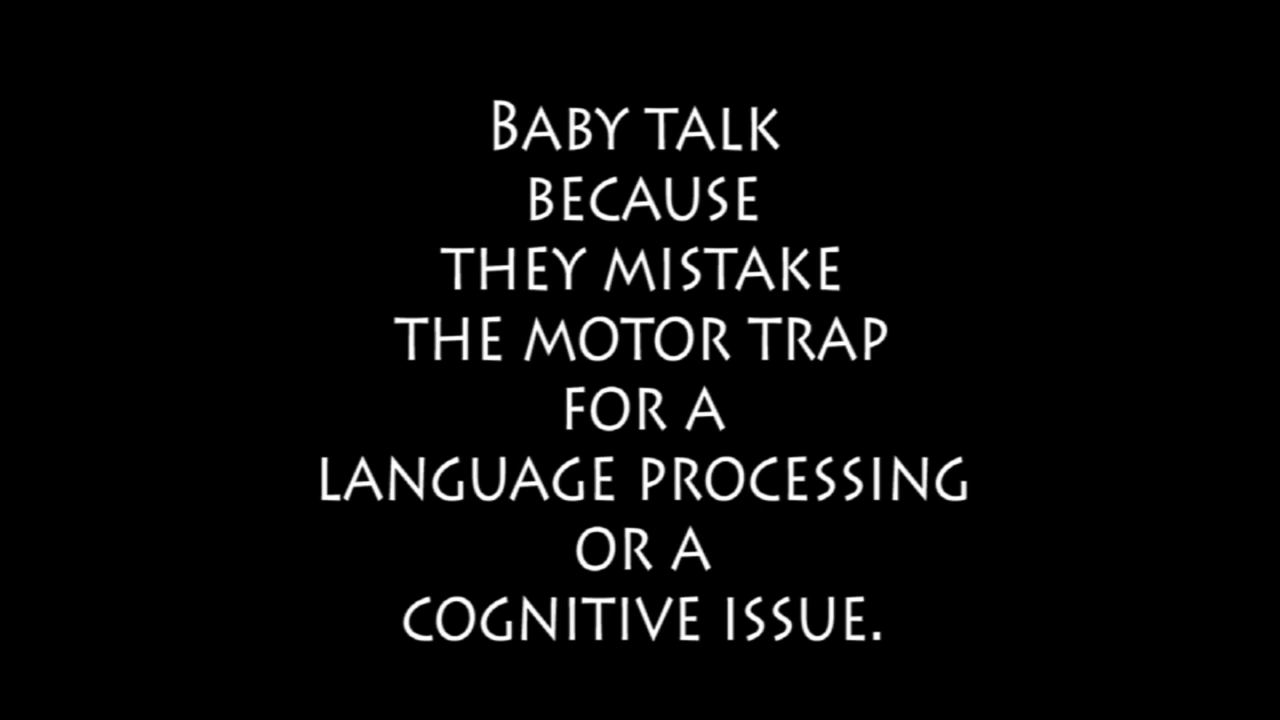 Baby talk
because
they mistake
the motor trap
for a
language processing
or a
cognitive issue.